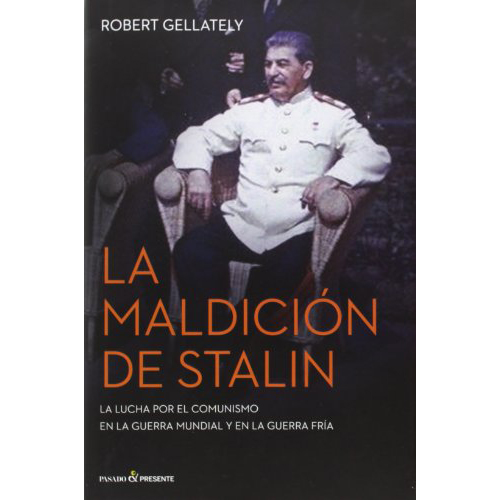 ROBERT GELLATELY
LA
MALDICIÓN
DE STALIN
LA LUCHA POR EL COMUNISMO
EN LA GUERRA MUNDIAL Y EN LA GUERRA FRÍA
PASADO & PRESENTE